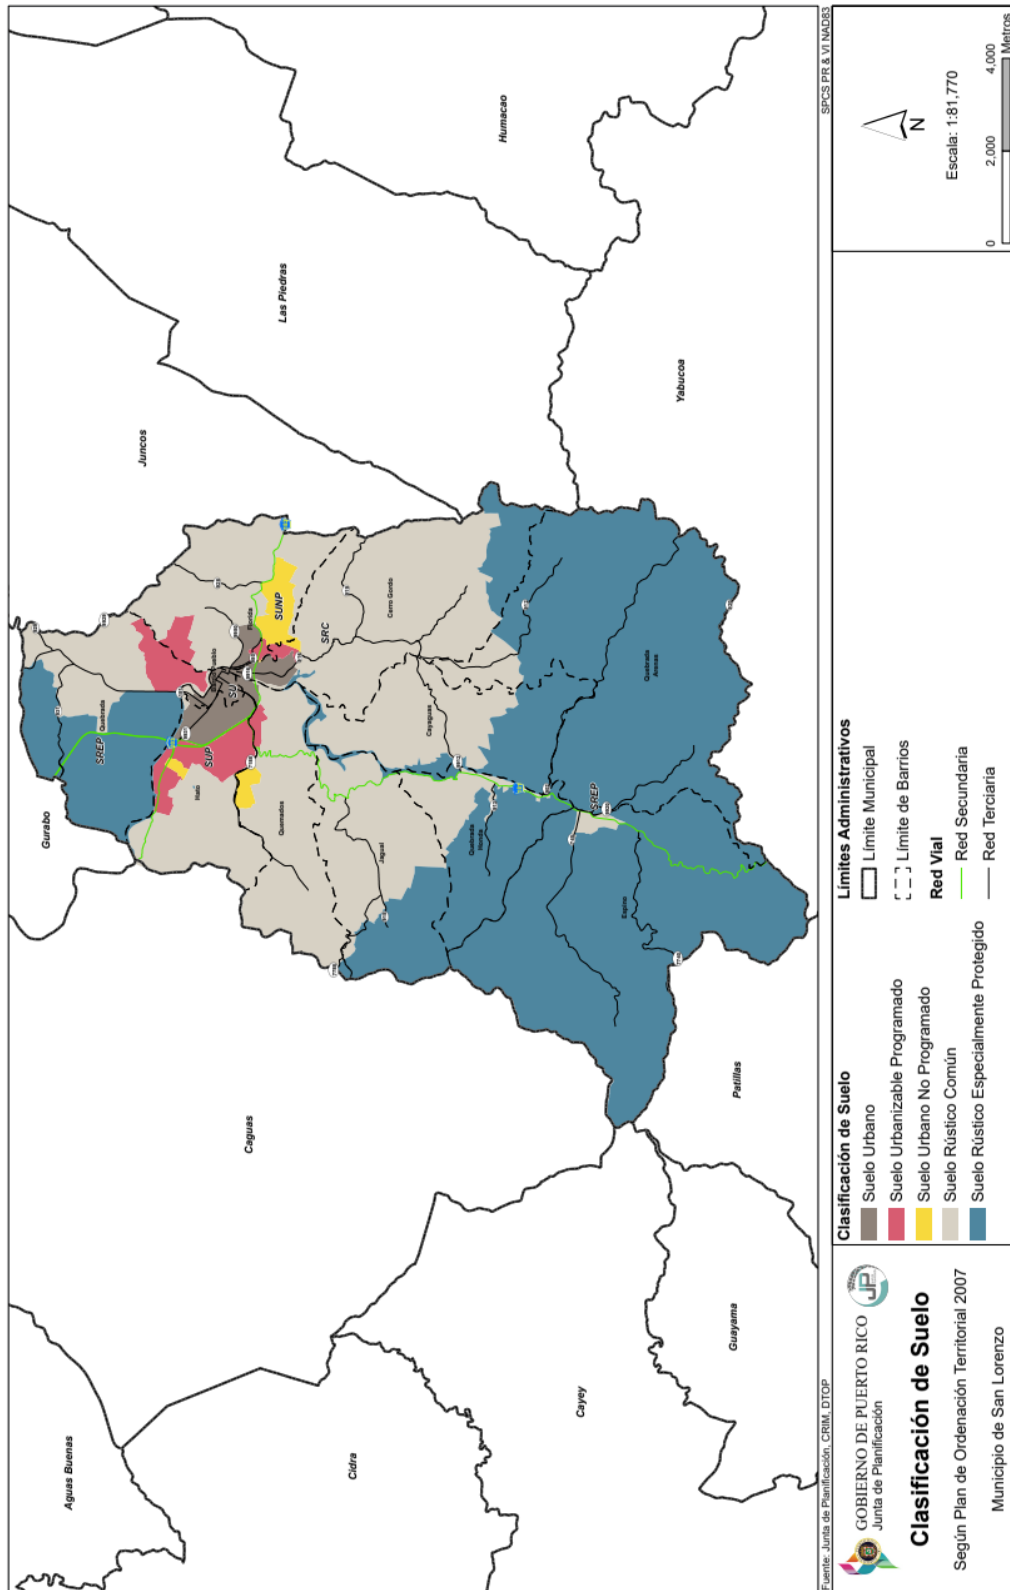 Aguas Buenas
Cidra
Cayey
Guayama
Caguas
Patillas
Gurabo
Juncos
Las Piedras
Humacao
Yabucoa
Quebrada
SREP
Hato
SUP
SU
Florida
SUNP
SRC
Cerro Gordo
Quemados
Cayaguas
Jagual
Quebrada
Honda
SREP
Espino
Quebrada
Arenas
Fuente: Junta de Planificación, CRIM, DTOP
SPCS PR & VI NAD83
GOBIERNO DE PUERTO RICO
Junta de Planificación
JP
Clasificación de Suelo
Según Plan de Ordenación Territorial 2007
Municipio de San Lorenzo
Clasificación de Suelo
Suelo Urbano
Suelo Urbanizable Programado
Suelo Urbano No Programado
Suelo Rústico Común
Suelo Rústico Especialmente Protegido
Límites Administrativos
Límite Municipal
Límite de Barrios
Red Vial
Red Secundaria
Red Terciaria
N
Escala: 1:81,770
0 2,000 4,000
Metros